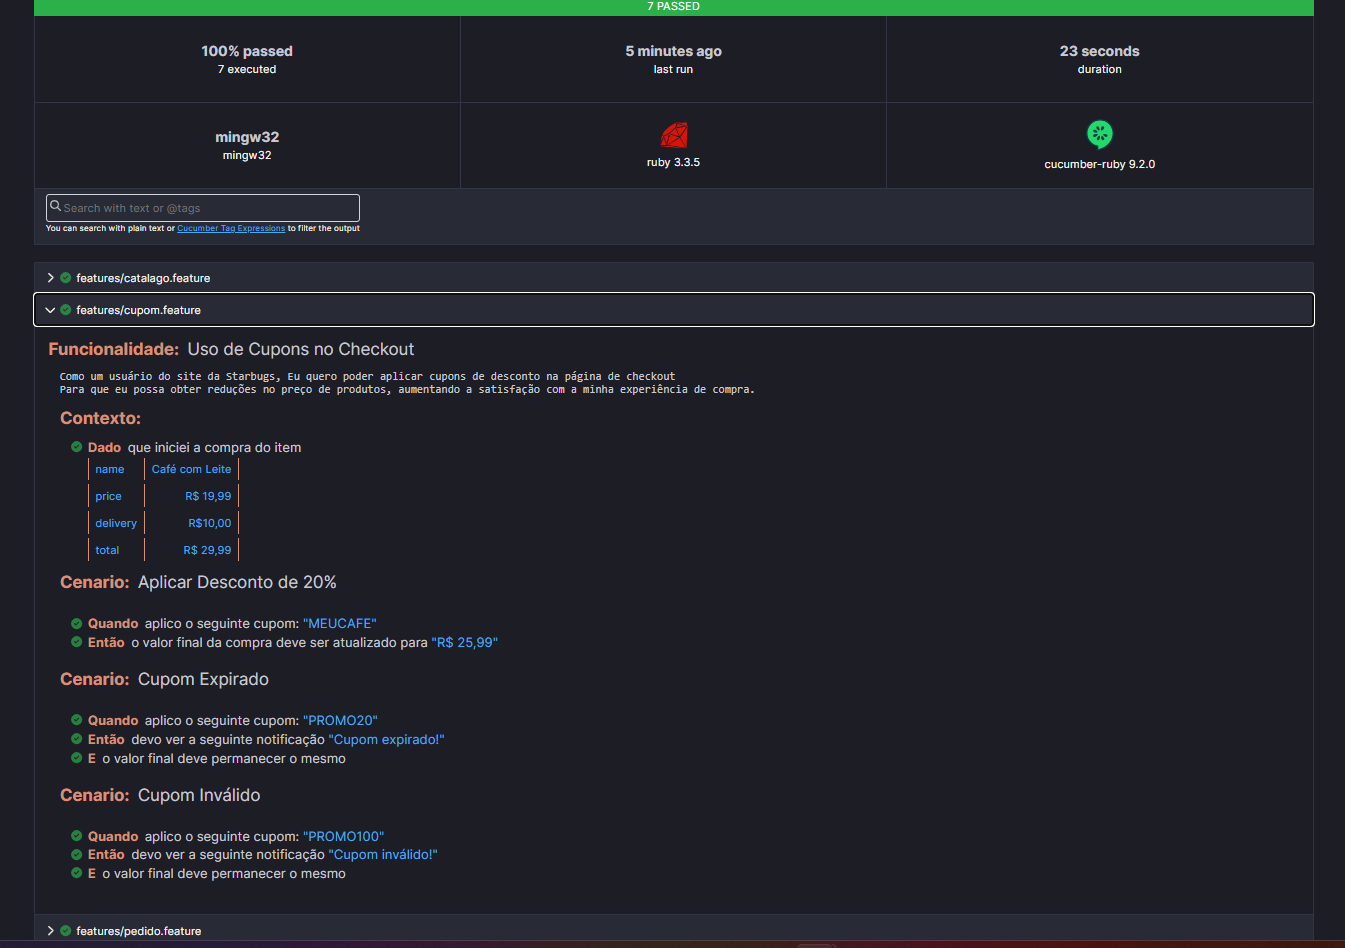 7 PASSED
100% passed
7 executed
5 minutes ago
last run
23 seconds
duration
mingw32
mingw32
ruby 3.3.5
cucumber-ruby 9.2.0
Search with text or @tags
You can search with plain text or Cucumber Tag Expressions to filter the output
features/catalago.feature
features/cupom.feature
Funcionalidade: Uso de Cupons no Checkout
Como um usuário do site da Starbugs, Eu quero poder aplicar cupons de desconto na página de checkout
Para que eu possa obter reduções no preço de produtos, aumentando a satisfação com a minha experiência de compra.
Contexto:
Dado que iniciei a compra do item
name Café com Leite
price R$ 19,99
delivery R$10,00
total R$ 29,99
Cenario: Aplicar Desconto de 20%
Quando aplico o seguinte cupom: "MEUCAFE"
Então o valor final da compra deve ser atualizado para "R$ 25,99"
Cenario: Cupom Expirado
Quando aplico o seguinte cupom: "PROMO20"
Então devo ver a seguinte notificação "Cupom expirado!"
E o valor final deve permanecer o mesmo
Cenario: Cupom Inválido
Quando aplico o seguinte cupom: "PROMO100"
Então devo ver a seguinte notificação "Cupom inválido!"
E o valor final deve permanecer o mesmo
features/pedido.feature